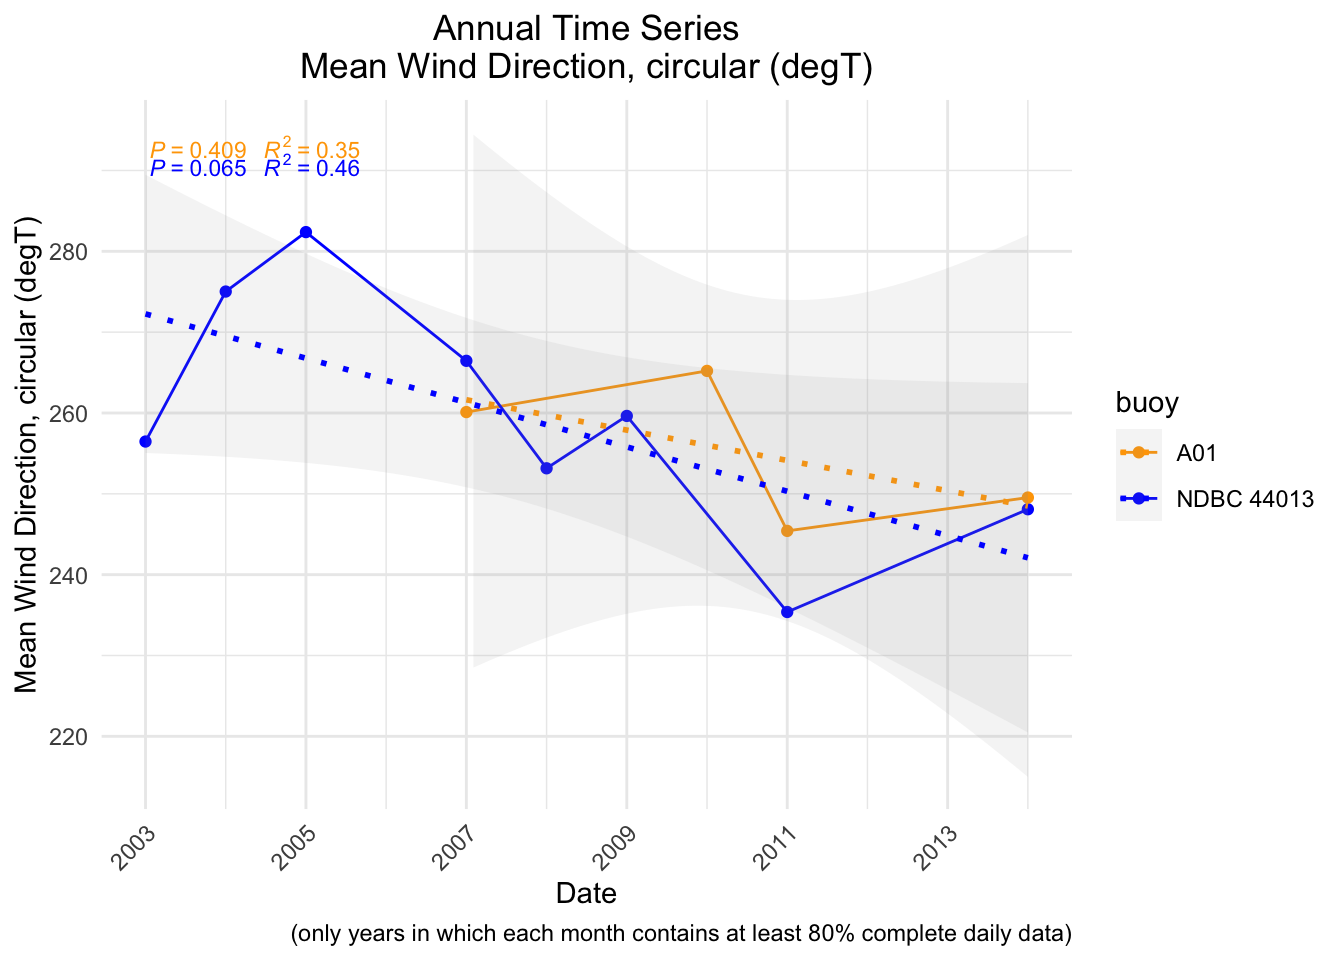 Annual Time Series
Mean Wind Direction, circular (degT)
P = 0.409 R² = 0.35
P = 0.065 R² = 0.46
Mean Wind Direction, circular (degT)
280
260
240
220
2003
2005
2007
2009
2011
2013
Date
buoy
A01
NDBC 44013
(only years in which each month contains at least 80% complete daily data)